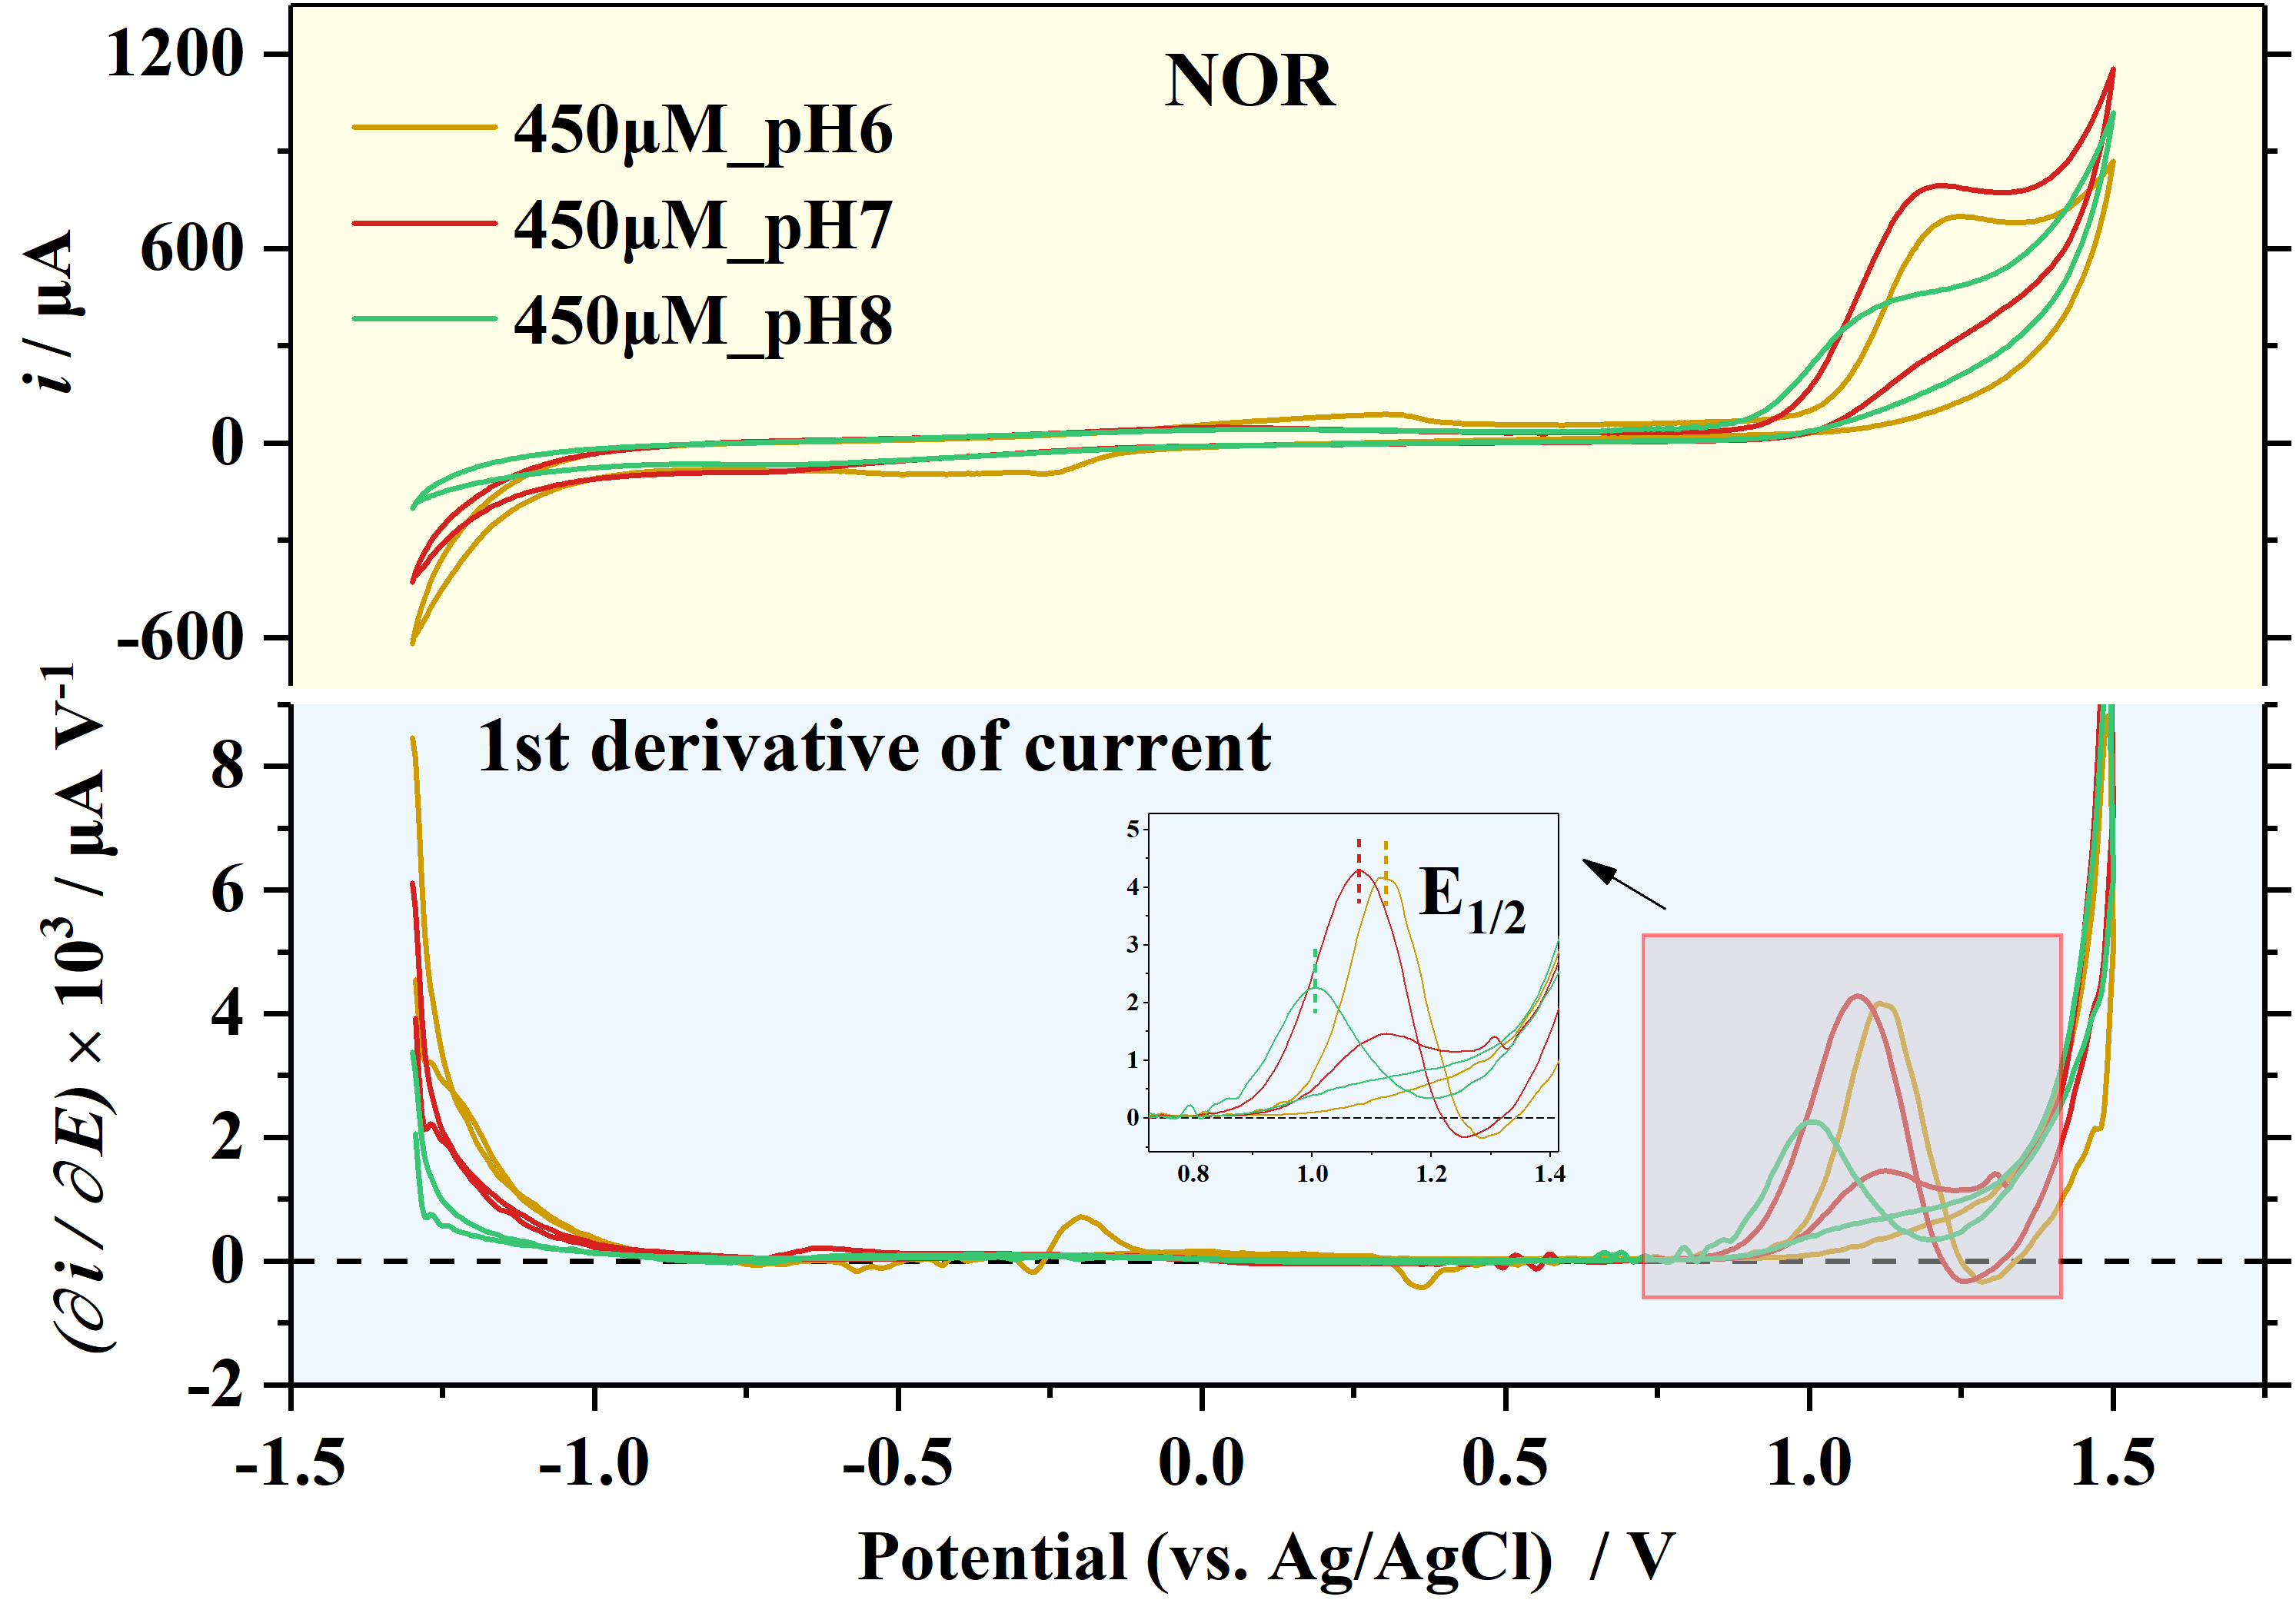 NOR
450μM_pH6
450μM_pH7
450μM_pH8
1200
600
0
-600
i / μA
1st derivative of current
8
6
4
2
0
-2
(∂i / ∂E) × 10³ / μA V⁻¹
5
4
3
2
1
0
0.8 1.0 1.2 1.4
E₁/₂
-1.5 -1.0 -0.5 0.0 0.5 1.0 1.5
Potential (vs. Ag/AgCl) / V